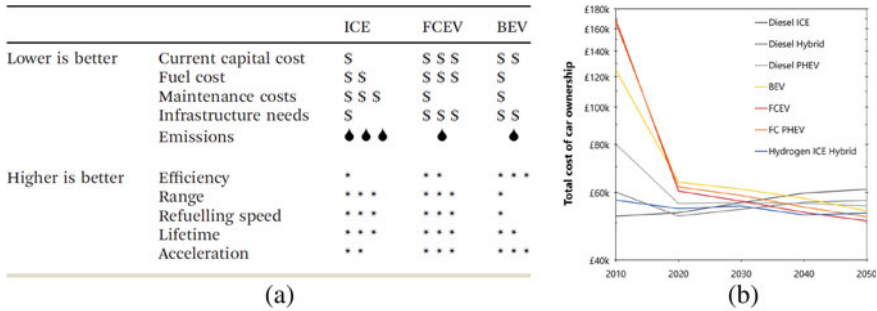 ICE FCEV BEV
Lower is better Current capital cost $ $ $ $ $ $
Fuel cost $ $ $ $ $ $
Maintenance costs $ $ $ $ $
Infrastructure needs $ $ $ $ $ $
Emissions
Higher is better Efficiency * ** ***
Range *** *** *
Refuelling speed *** *** *
Lifetime *** *** **
Acceleration ** *** ***
(a)
Total cost of car ownership
£180k
£160k
£140k
£120k
£100k
£80k
£60k
£40k
2010 2020 2030 2040 2050
Diesel ICE
Diesel Hybrid
Diesel PHEV
BEV
FCEV
FC PHEV
Hydrogen ICE Hybrid
(b)